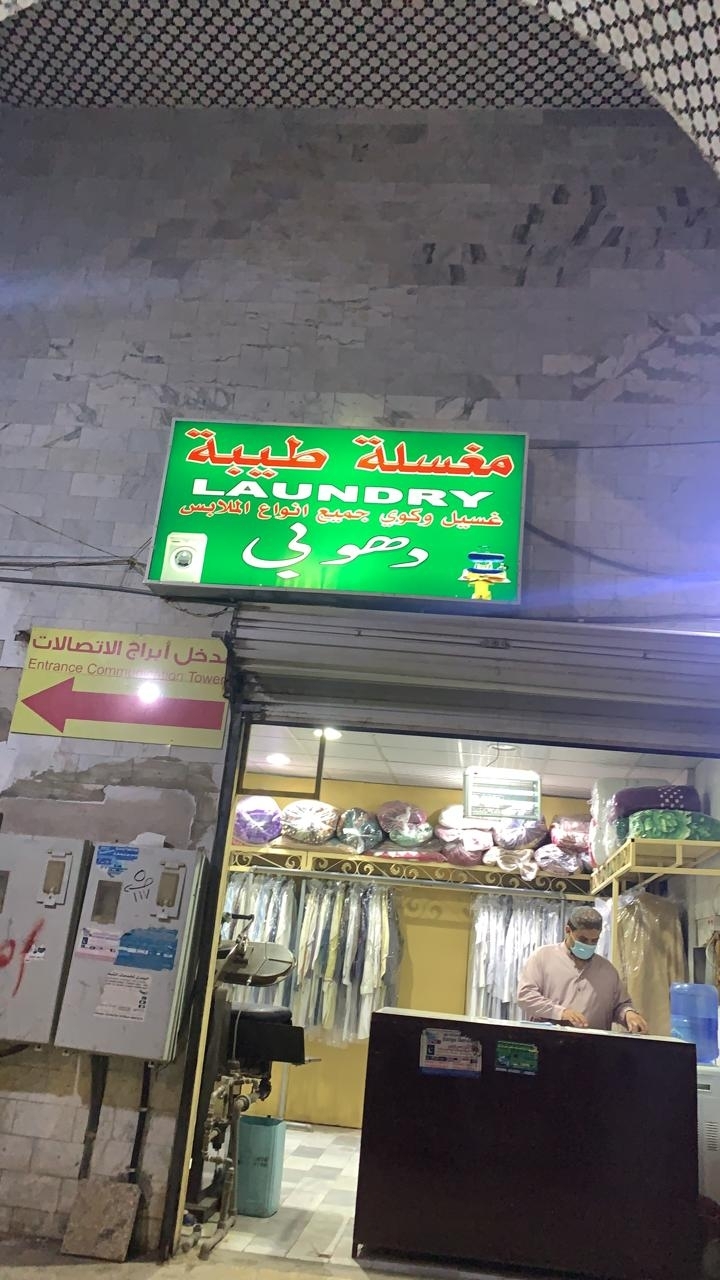 مغسلة طيبة
LAUNDRY
غسيل وكوي جميع انواع الملابس
دهوبي
مدخل أبراج الاتصالات
Entrance Communication Tower